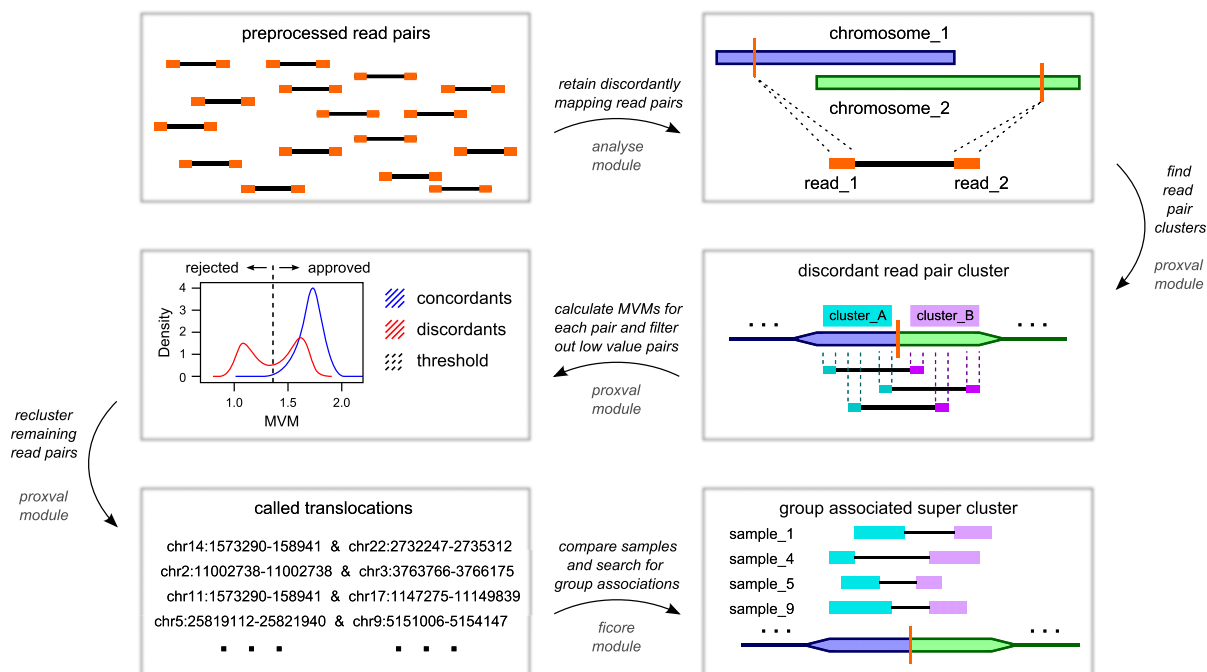 preprocessed read pairs
retain discordantly
mapping read pairs
analyse
module
chromosome_1
chromosome_2
read_1
read_2
find
read
pair
clusters
proxval
module
discordant read pair cluster
cluster_A
cluster_B
calculate MVMs for
each pair and filter
out low value pairs
proxval
module
rejected
approved
Density
4
3
2
1
0
1.0
1.5
2.0
MVM
concordants
discordants
threshold
recluster
remaining
read pairs
proxval
module
called translocations
chr14:1573290-158941 & chr22:2732247-2735312
chr2:11002738-11002738 & chr3:3763766-3766175
chr11:1573290-158941 & chr17:1147275-11149839
chr5:25819112-25821940 & chr9:5151006-5154147
compare samples
and search for
group associations
ficore
module
group associated super cluster
sample_1
sample_4
sample_5
sample_9